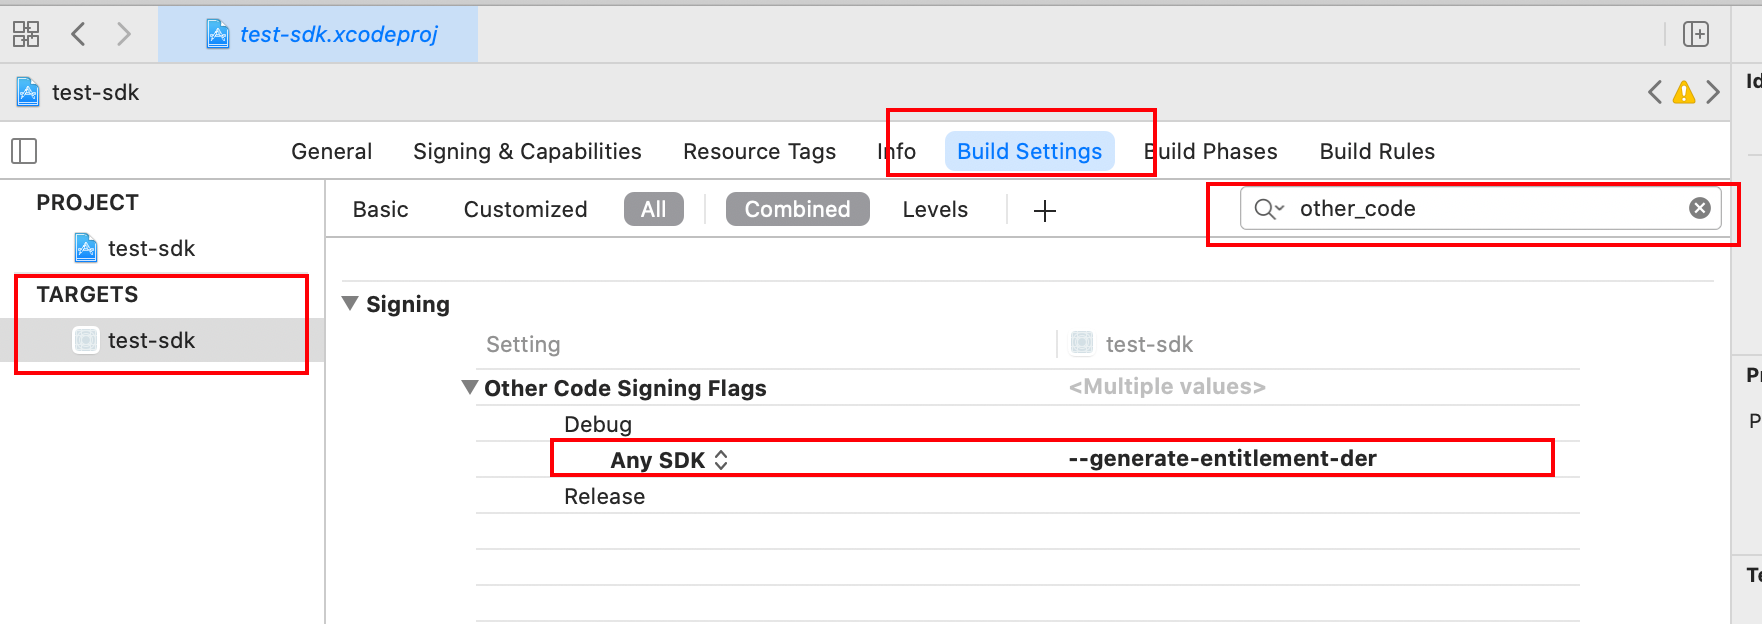 test-sdk.xcodeproj
test-sdk
Id
General Signing & Capabilities Resource Tags Info Build Settings Build Phases Build Rules
PROJECT
Basic Customized All Combined Levels other_code
test-sdk
TARGETS
Signing
test-sdk
Setting test-sdk
Other Code Signing Flags <Multiple values>
Pr
Debug
P
Any SDK --generate-entitlement-der
Release
Te